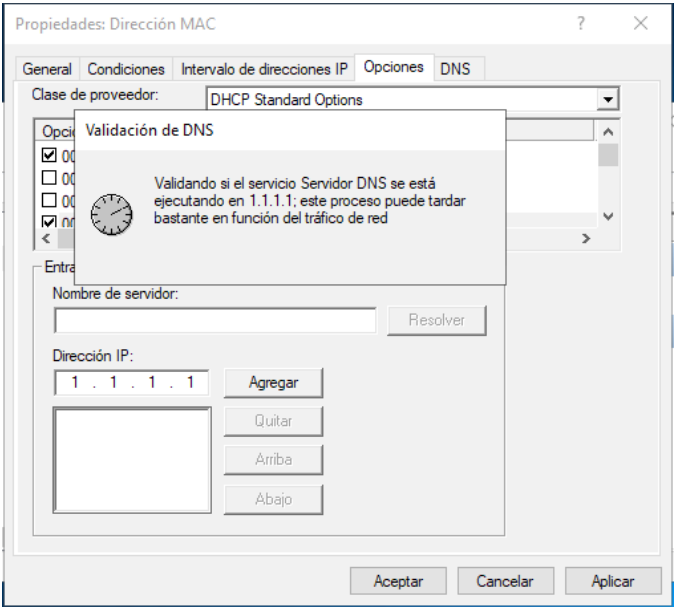 Propiedades: Dirección MAC
General Condiciones Intervalo de direcciones IP Opciones DNS
Clase de proveedor: DHCP Standard Options
Validación de DNS
Validando si el servicio Servidor DNS se está
ejecutando en 1.1.1.1; este proceso puede tardar
bastante en función del tráfico de red
Nombre de servidor:
Resolver
Dirección IP:
1 . 1 . 1 . 1 Agregar
Quitar
Arriba
Abajo
Aceptar Cancelar Aplicar